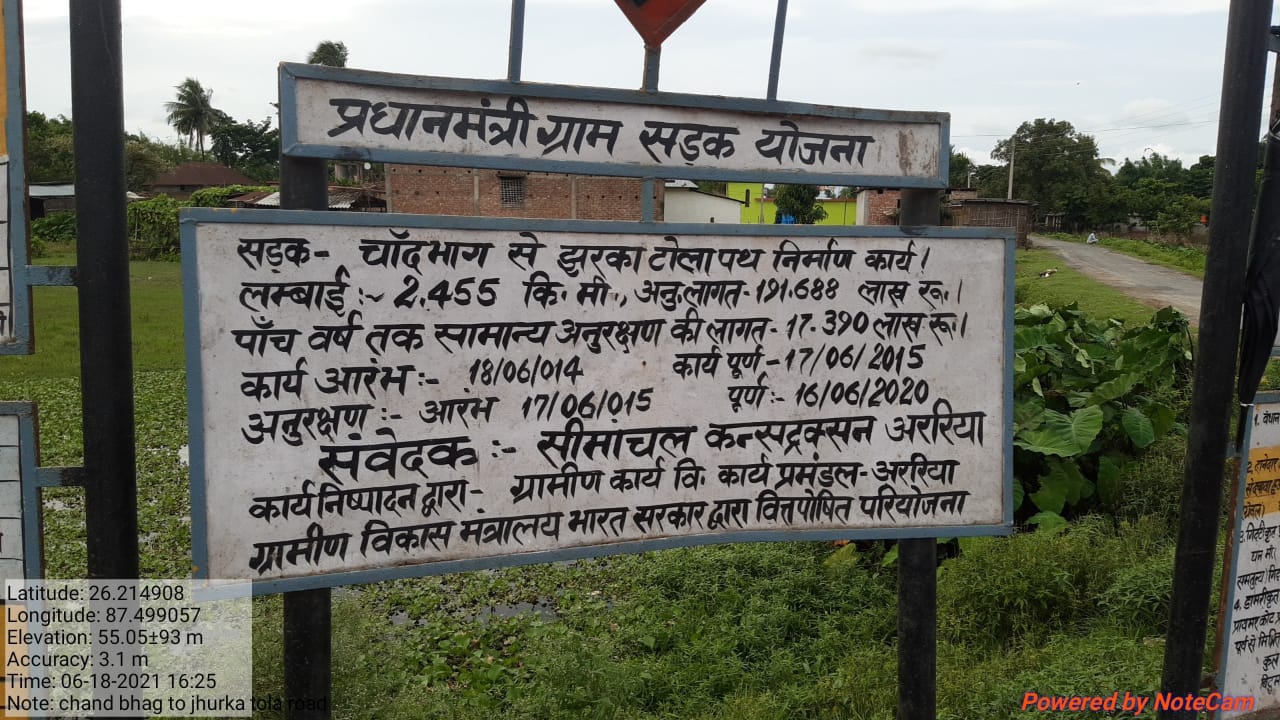 प्रधानमंत्री ग्राम सड़क योजना
सड़क- चाँदभाग से झुरका टोला पथ निर्माण कार्य।
लम्बाई:- 2.455 कि. मी., अनु.लागत- 191.688 लाख रू.।
पाँच वर्ष तक सामान्य अनुरक्षण की लागत- 17.390 लाख रू.।
कार्य आरंभ:- 18/06/014 कार्य पूर्ण - 17/06/2015
अनुरक्षण:- आरंभ 17/06/015 पूर्ण:- 16/06/2020
संवेदक:- सीमांचल कन्सट्रक्सन अररिया
कार्य निष्पादन द्वारा- ग्रामीण कार्य वि. कार्य प्रमंडल- अररिया
ग्रामीण विकास मंत्रालय भारत सरकार द्वारा वित्त पोषित परियोजना
Latitude: 26.214908
Longitude: 87.499057
Elevation: 55.05±93 m
Accuracy: 3.1 m
Time: 06-18-2021 16:25
Note: chand bhag to jhurka tola road
Powered by NoteCam